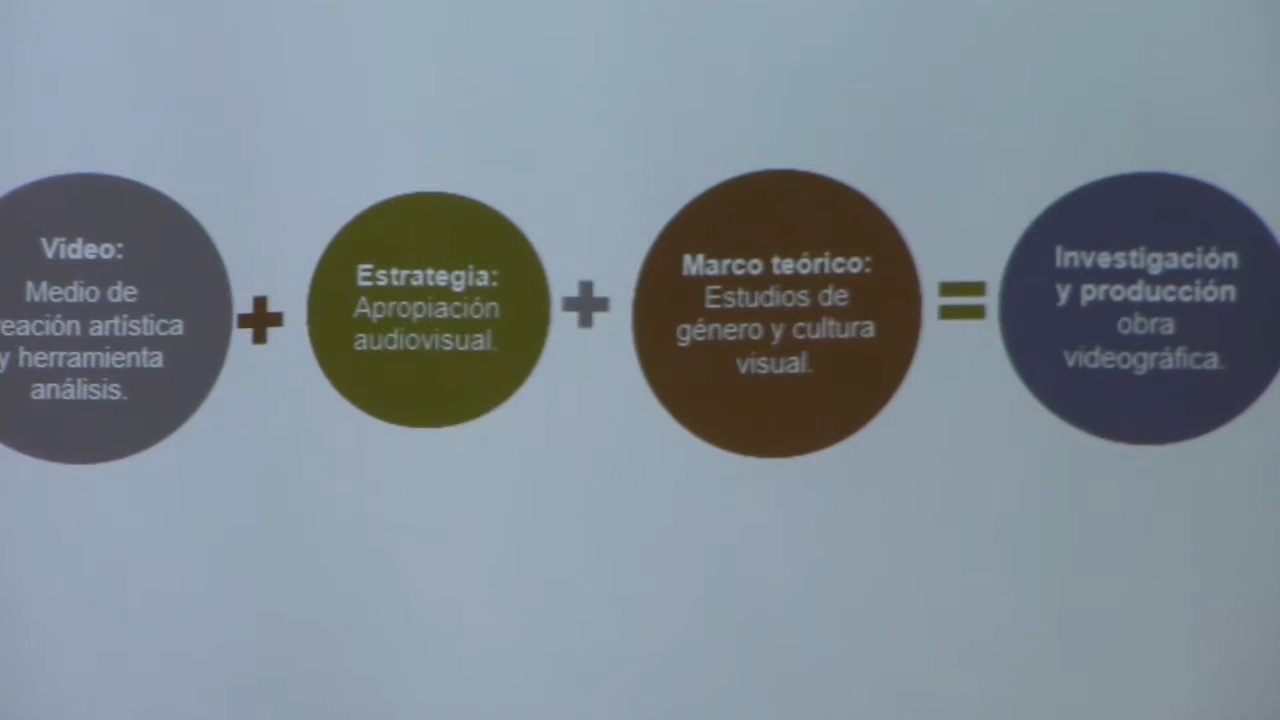 Video:
Medio de
reación artística
y herramienta
análisis.
+
Estrategia:
Apropiación
audiovisual.
+
Marco teórico:
Estudios de
género y cultura
visual.
=
Investigación
y producción
obra
videográfica.